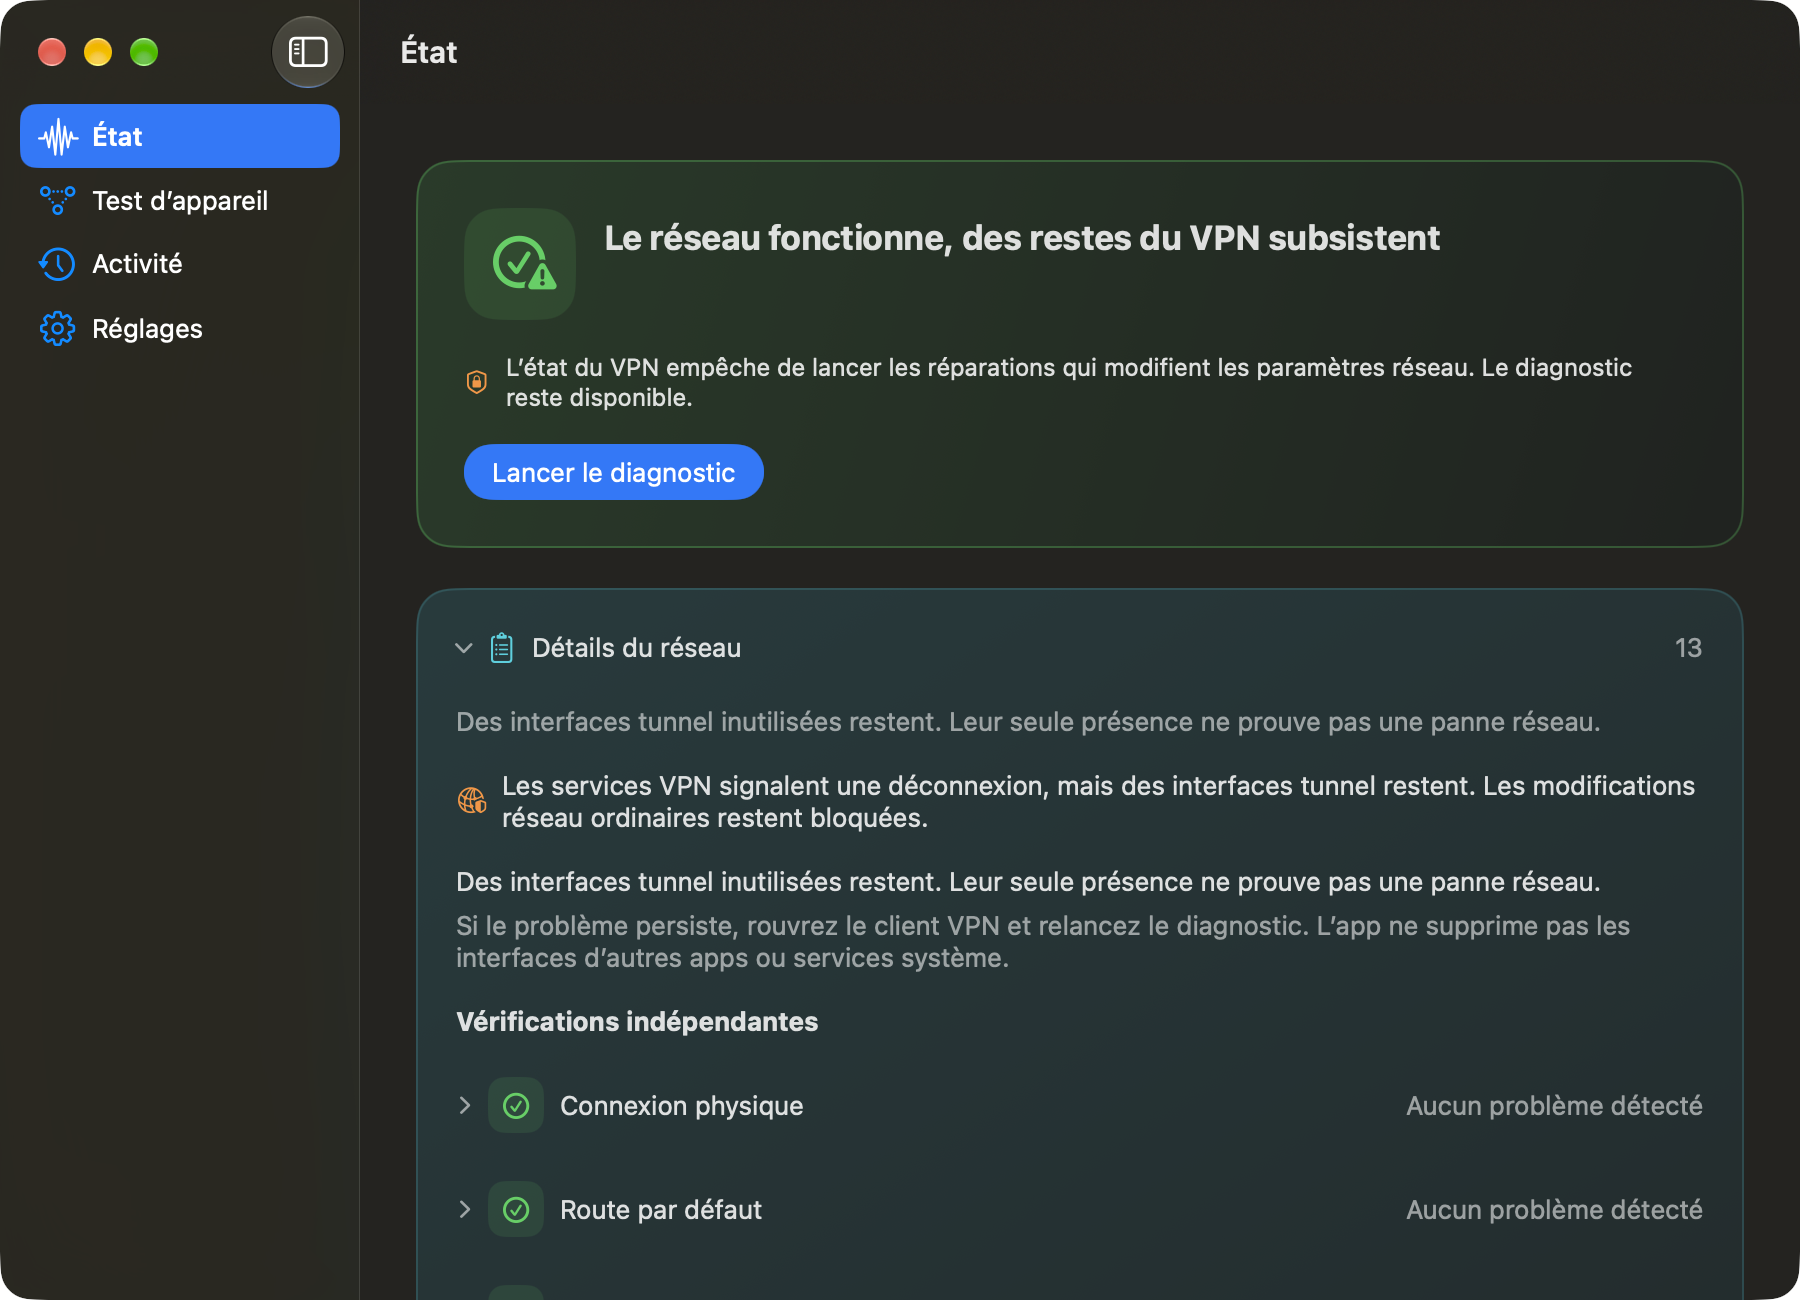 État
État
Test d’appareil
Activité
Réglages
Le réseau fonctionne, des restes du VPN subsistent
L’état du VPN empêche de lancer les réparations qui modifient les paramètres réseau. Le diagnostic
reste disponible.
Lancer le diagnostic
Détails du réseau
13
Des interfaces tunnel inutilisées restent. Leur seule présence ne prouve pas une panne réseau.
Les services VPN signalent une déconnexion, mais des interfaces tunnel restent. Les modifications
réseau ordinaires restent bloquées.
Des interfaces tunnel inutilisées restent. Leur seule présence ne prouve pas une panne réseau.
Si le problème persiste, rouvrez le client VPN et relancez le diagnostic. L’app ne supprime pas les
interfaces d’autres apps ou services système.
Vérifications indépendantes
Connexion physique
Aucun problème détecté
Route par défaut
Aucun problème détecté